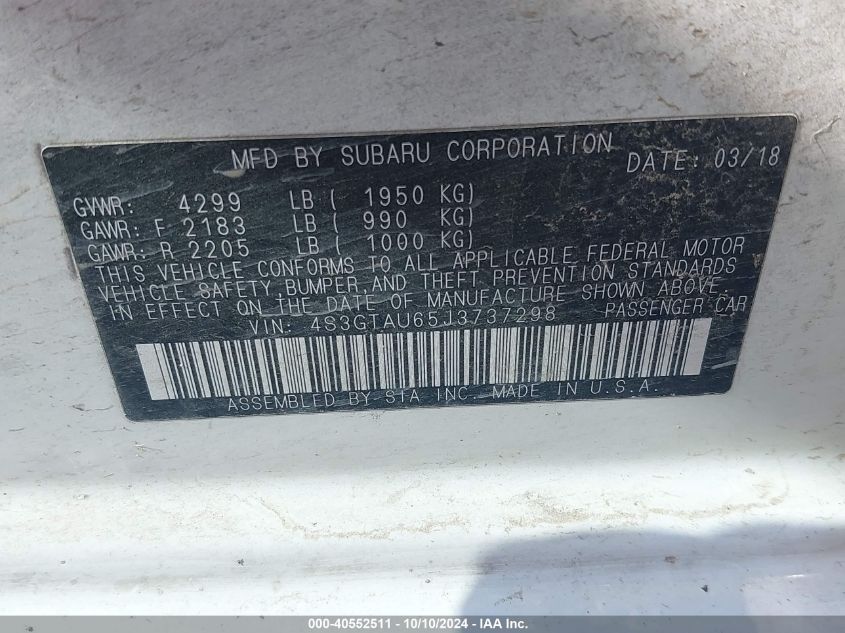 MFD BY SUBARU CORPORATION DATE: 03/18
GVWR: 4299 LB ( 1950 KG)
GAWR: F 2183 LB ( 990 KG)
GAWR: R 2205 LB ( 1000 KG)
THIS VEHICLE CONFORMS TO ALL APPLICABLE FEDERAL MOTOR
VEHICLE SAFETY, BUMPER, AND THEFT PREVENTION STANDARDS
IN EFFECT ON THE DATE OF MANUFACTURE SHOWN ABOVE.
VIN: 4S3GTAU65J3737298 PASSENGER CAR
ASSEMBLED BY SIA INC. MADE IN U.S.A.
000-40552511 - 10/10/2024 - IAA Inc.